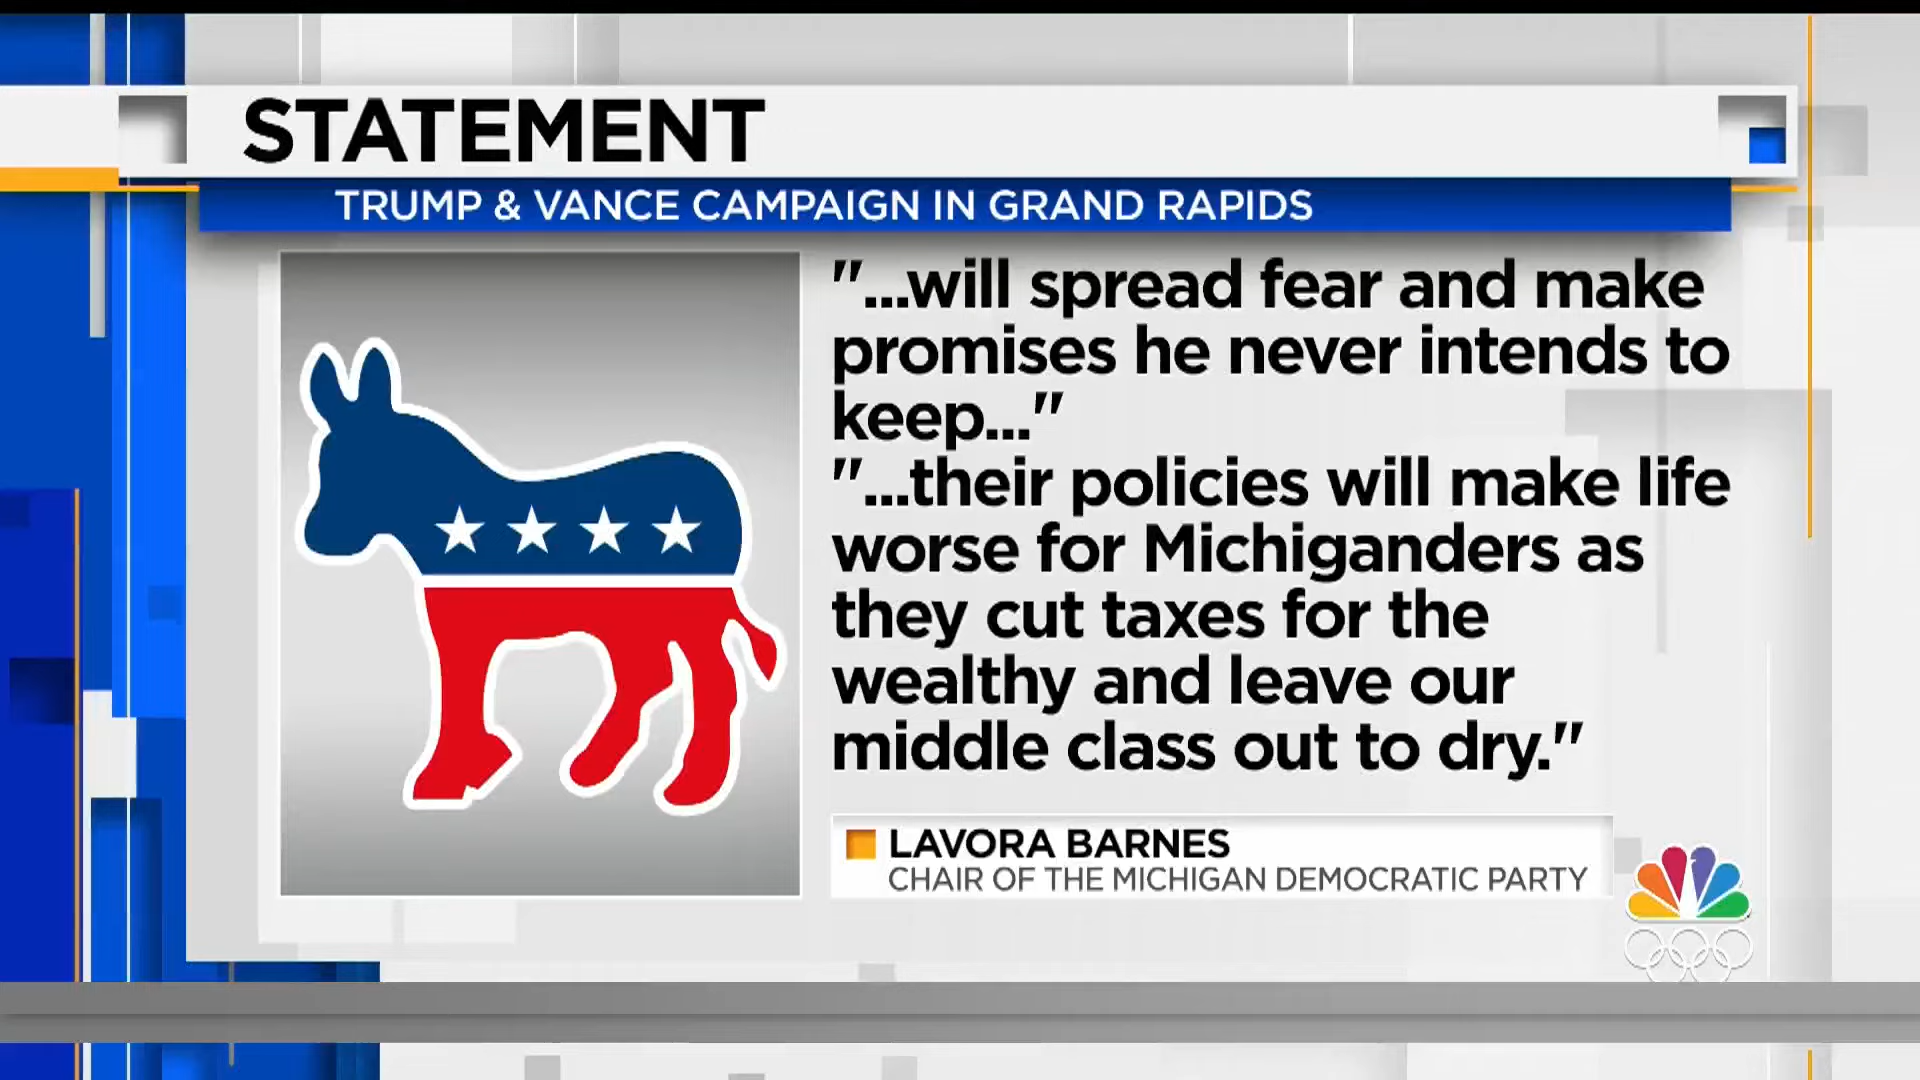 STATEMENT
TRUMP & VANCE CAMPAIGN IN GRAND RAPIDS
"...will spread fear and make
promises he never intends to
keep..."
"...their policies will make life
worse for Michiganders as
they cut taxes for the
wealthy and leave our
middle class out to dry."
LAVORA BARNES
CHAIR OF THE MICHIGAN DEMOCRATIC PARTY